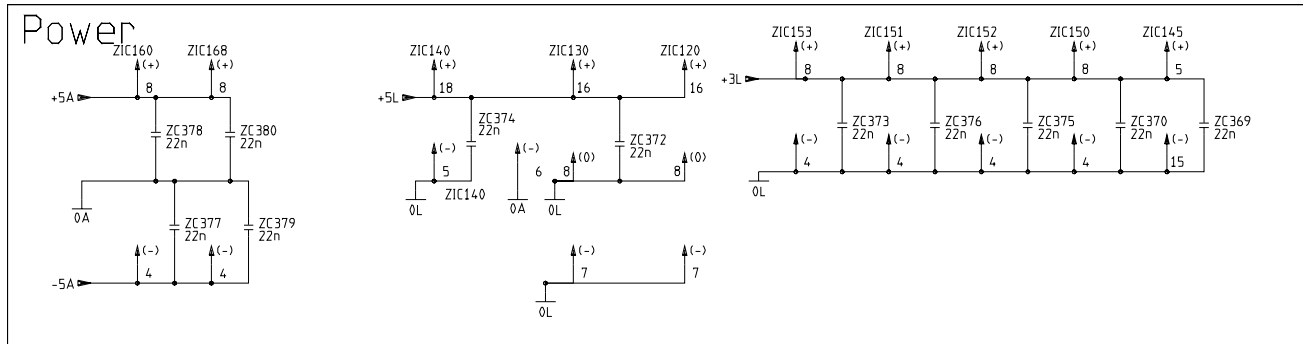 Power
ZIC160 ZIC168 ZIC140 ZIC130 ZIC120 ZIC153 ZIC151 ZIC152 ZIC150 ZIC145
(+) (+) (+) (+) (+) (+) (+) (+) (+) (+)
8 8 18 16 16 8 8 8 8 5
+5A +5L +3L
ZC378 22n
ZC380 22n
ZC374 22n
ZC372 22n
ZC373 22n
ZC376 22n
ZC375 22n
ZC370 22n
ZC369 22n
(-) (-) (0) (0) (-) (-) (-) (-) (-)
5 6 8 8 4 4 4 4 15
0A 0L ZIC140 0A 0L 0L
ZC377 22n
ZC379 22n
(-) (-) (-) (-)
4 4 7 7
-5A 0L